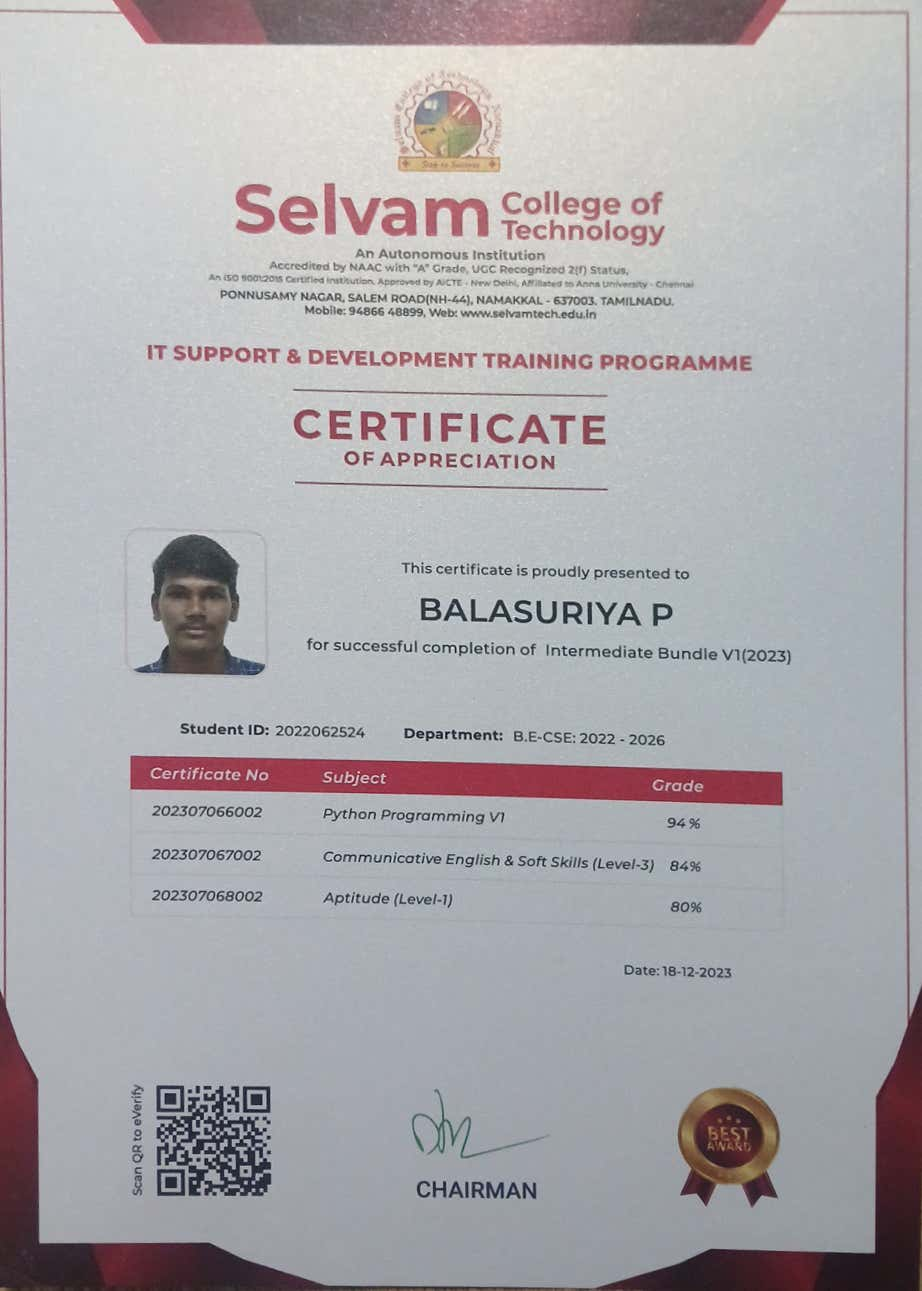 Selvam College of Technology, Namakkal
Step to Success
Selvam College of
Technology
An Autonomous Institution
Accredited by NAAC with "A" Grade, UGC Recognized 2(f) Status,
An ISO 9001:2015 Certified Institution, Approved by AICTE - New Delhi, Affiliated to Anna University - Chennai
PONNUSAMY NAGAR, SALEM ROAD(NH-44), NAMAKKAL - 637003. TAMILNADU.
Mobile: 94866 48899, Web: www.selvamtech.edu.in
IT SUPPORT & DEVELOPMENT TRAINING PROGRAMME
CERTIFICATE
OF APPRECIATION
This certificate is proudly presented to
BALASURIYA P
for successful completion of Intermediate Bundle V1(2023)
Student ID: 2022062524 Department: B.E-CSE: 2022 - 2026
Certificate No Subject Grade
202307066002 Python Programming V1 94%
202307067002 Communicative English & Soft Skills (Level-3) 84%
202307068002 Aptitude (Level-1) 80%
Date: 18-12-2023
Scan QR to eVerify
CHAIRMAN
BEST
AWARD